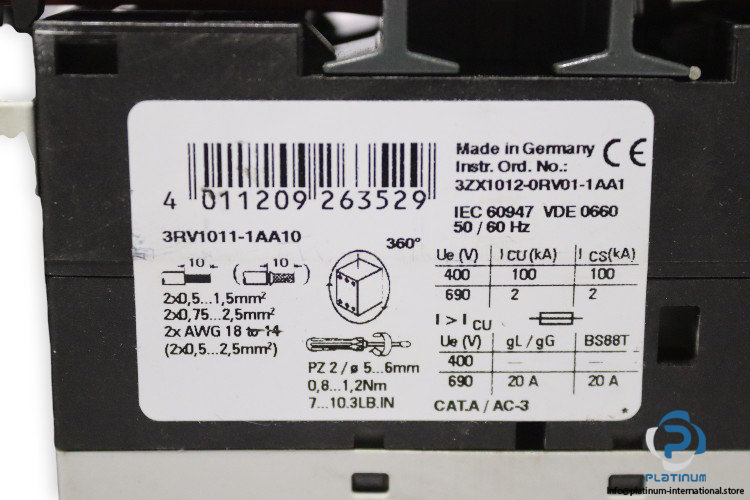 4 011209 263529
Made in Germany CE
Instr. Ord. No.:
3ZX1012-0RV01-1AA1
IEC 60947 VDE 0660
50 / 60 Hz
3RV1011-1AA10
360°
10 ( 10 )
2x0,5...1,5mm²
2x0,75...2,5mm²
2x AWG 18 to 14
(2x0,5...2,5mm²)
PZ 2 / ø 5...6mm
0,8...1,2Nm
7...10.3LB.IN
Ue (V) I CU(kA) I CS(kA)
400 100 100
690 2 2
I > I CU
Ue (V) gL / gG BS88T
400 — —
690 20 A 20 A
CAT.A / AC-3 *
PLATINUM
INTERNATIONAL
info@platinum-international.store